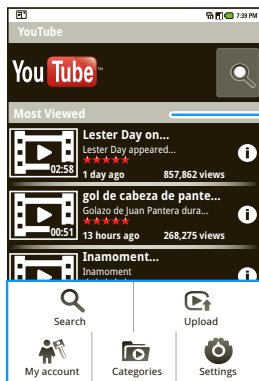 7:39 PM
YouTube
You Tube™
Most Viewed
Lester Day on...
Lester Day appeared...
02:58
1 day ago 857,862 views
gol de cabeza de pante...
Golazo de Juan Pantera dura...
00:51
13 hours ago 268,275 views
Inamoment...
Inamoment
Search Upload
My account Categories Settings